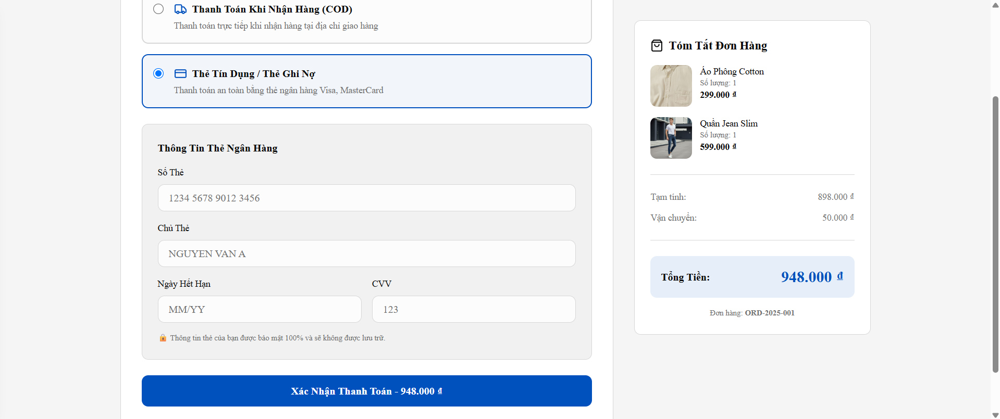 Thanh Toán Khi Nhận Hàng (COD)
Thanh toán trực tiếp khi nhận hàng tại địa chỉ giao hàng
Thẻ Tín Dụng / Thẻ Ghi Nợ
Thanh toán an toàn bằng thẻ ngân hàng Visa, MasterCard
Thông Tin Thẻ Ngân Hàng
Số Thẻ
1234 5678 9012 3456
Chủ Thẻ
NGUYEN VAN A
Ngày Hết Hạn
MM/YY
CVV
123
Thông tin thẻ của bạn được bảo mật 100% và sẽ không được lưu trữ.
Xác Nhận Thanh Toán - 948.000 ₫
Tóm Tắt Đơn Hàng
Áo Phông Cotton
Số lượng: 1
299.000 ₫
Quần Jean Slim
Số lượng: 1
599.000 ₫
Tạm tính: 898.000 ₫
Vận chuyển: 50.000 ₫
Tổng Tiền: 948.000 ₫
Đơn hàng: ORD-2025-001